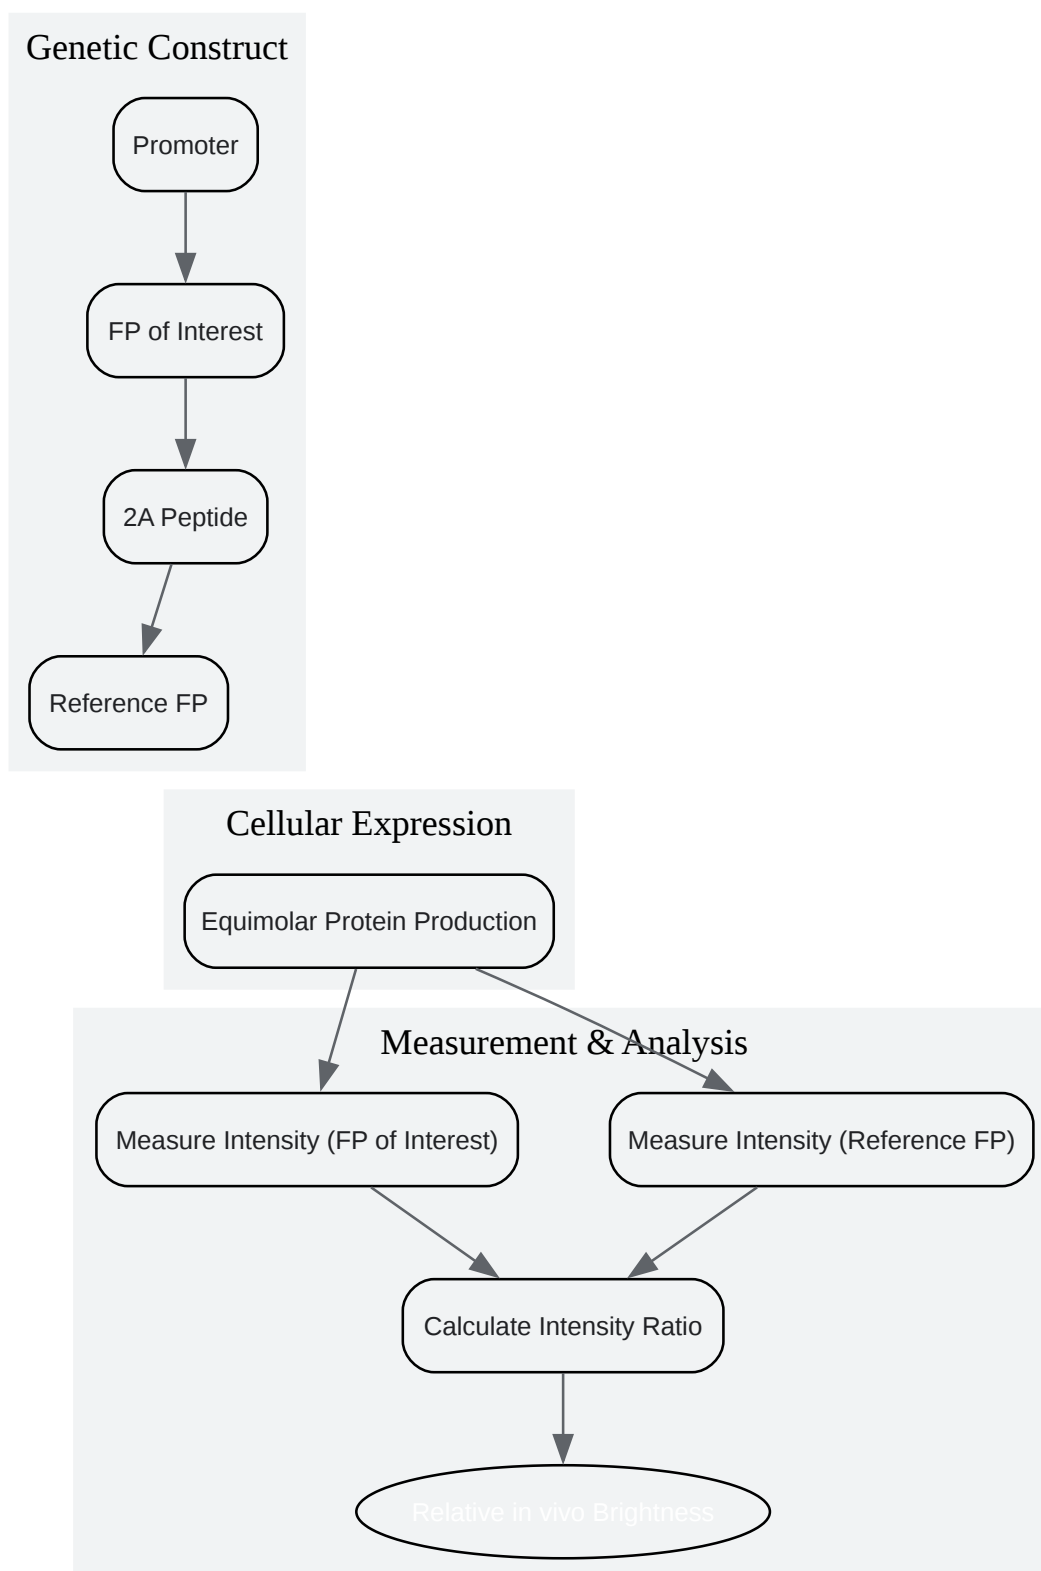 Genetic Construct
Promoter
FP of Interest
2A Peptide
Reference FP
Cellular Expression
Equimolar Protein Production
Measurement & Analysis
Measure Intensity (FP of Interest)
Measure Intensity (Reference FP)
Calculate Intensity Ratio
Relative in vivo Brightness